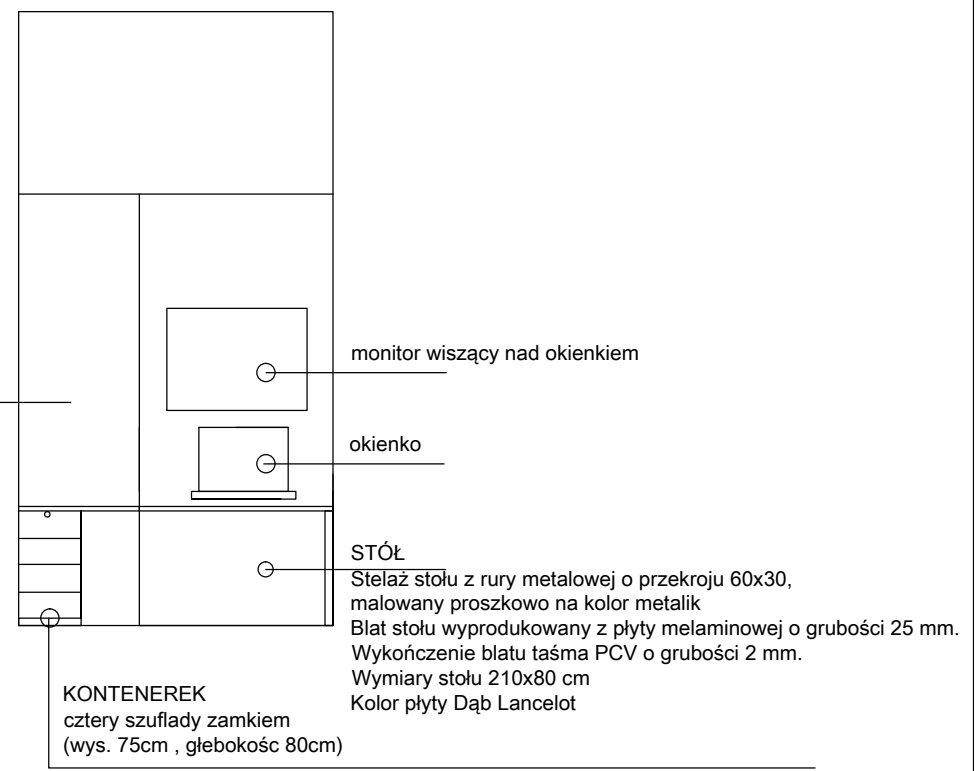 monitor wiszący nad okienkiem
okienko
STÓŁ
Stelaż stołu z rury metalowej o przekroju 60x30,
malowany proszkowo na kolor metalik
Blat stołu wyprodukowany z płyty melaminowej o grubości 25 mm.
Wykończenie blatu taśma PCV o grubości 2 mm.
Wymiary stołu 210x80 cm
Kolor płyty Dąb Lancelot
KONTENEREK
cztery szuflady zamkiem
(wys. 75cm , głebokośc 80cm)